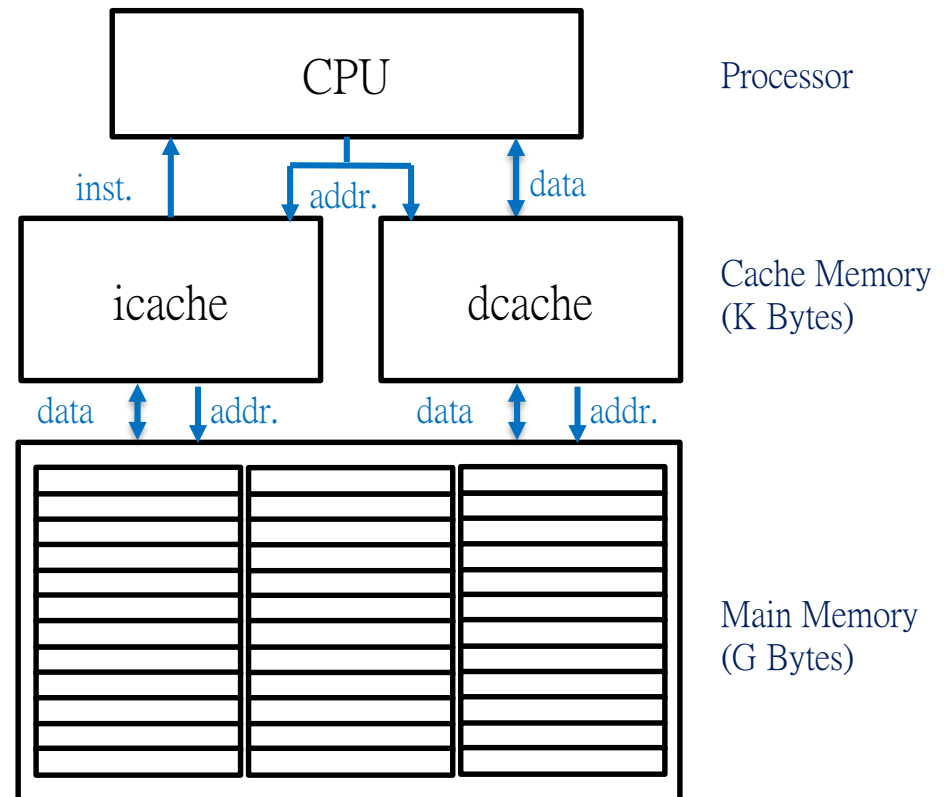 CPU
Processor
inst.
addr.
data
icache
dcache
Cache Memory
(K Bytes)
data
addr.
data
addr.
Main Memory
(G Bytes)